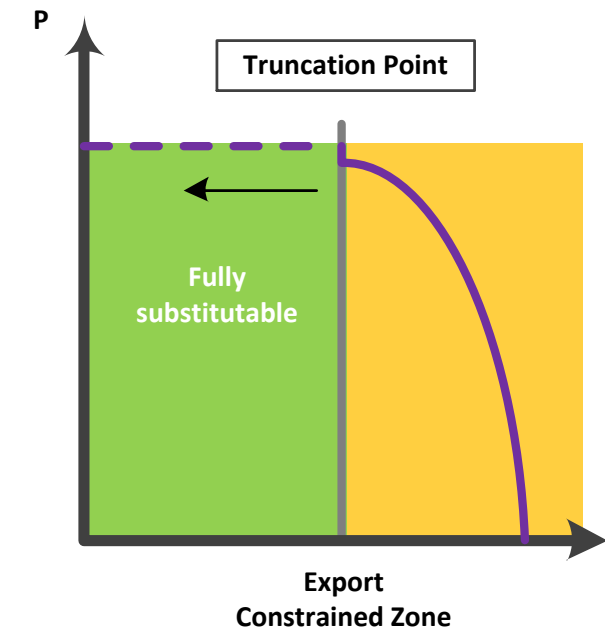 P
Truncation Point
Fully
substitutable
Export
Constrained Zone